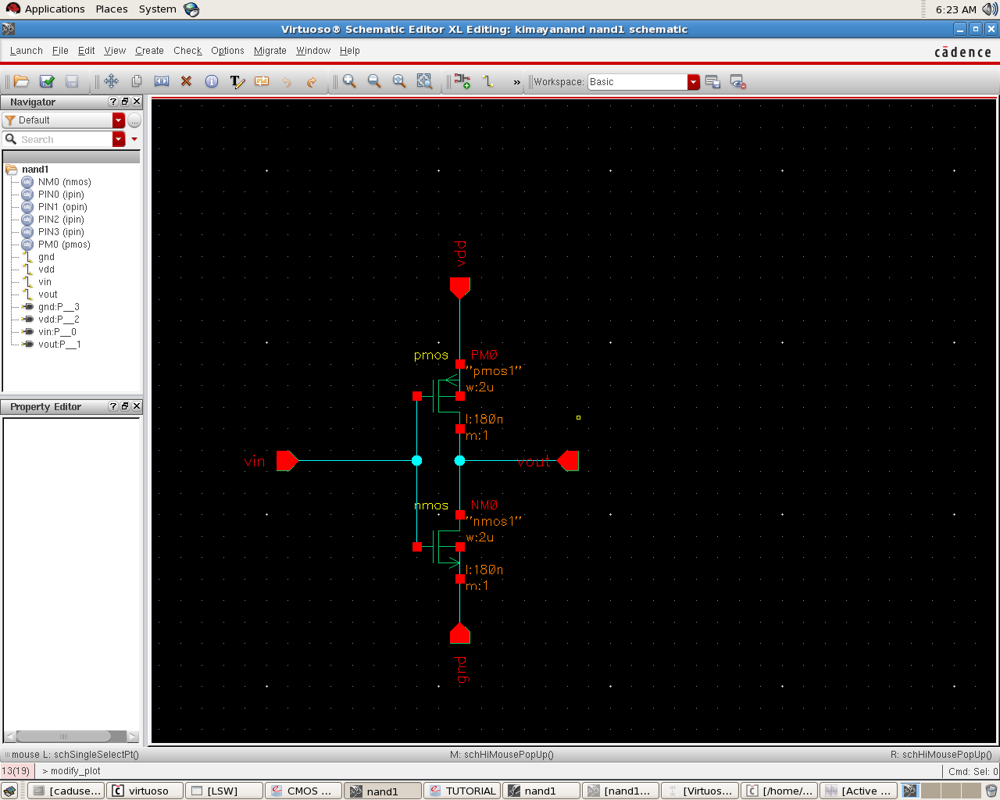 Applications Places System 6:23 AM
Virtuoso® Schematic Editor XL Editing: kimayanand nand1 schematic
Launch File Edit View Create Check Options Migrate Window Help cādence
» Workspace: Basic
Navigator
Default ...
Search
nand1
NM0 (nmos)
PIN0 (ipin)
PIN1 (opin)
PIN2 (ipin)
PIN3 (ipin)
PM0 (pmos)
gnd
vdd
vin
vout
gnd:P__3
vdd:P__2
vin:P__0
vout:P__1
Property Editor
vdd
pmos PM0
"pmos1"
w:2u
l:180n
m:1
vin vout
nmos NM0
"nmos1"
w:2u
l:180n
m:1
gnd
mouse L: schSingleSelectPt() M: schHiMousePopUp() R: schHiMousePopUp()
13(19) > modify_plot Cmd: Sel: 0
[caduse... virtuoso [LSW] CMOS ... nand1 TUTORIAL nand1 [nand1... [Virtuos... [/home/... [Active ...